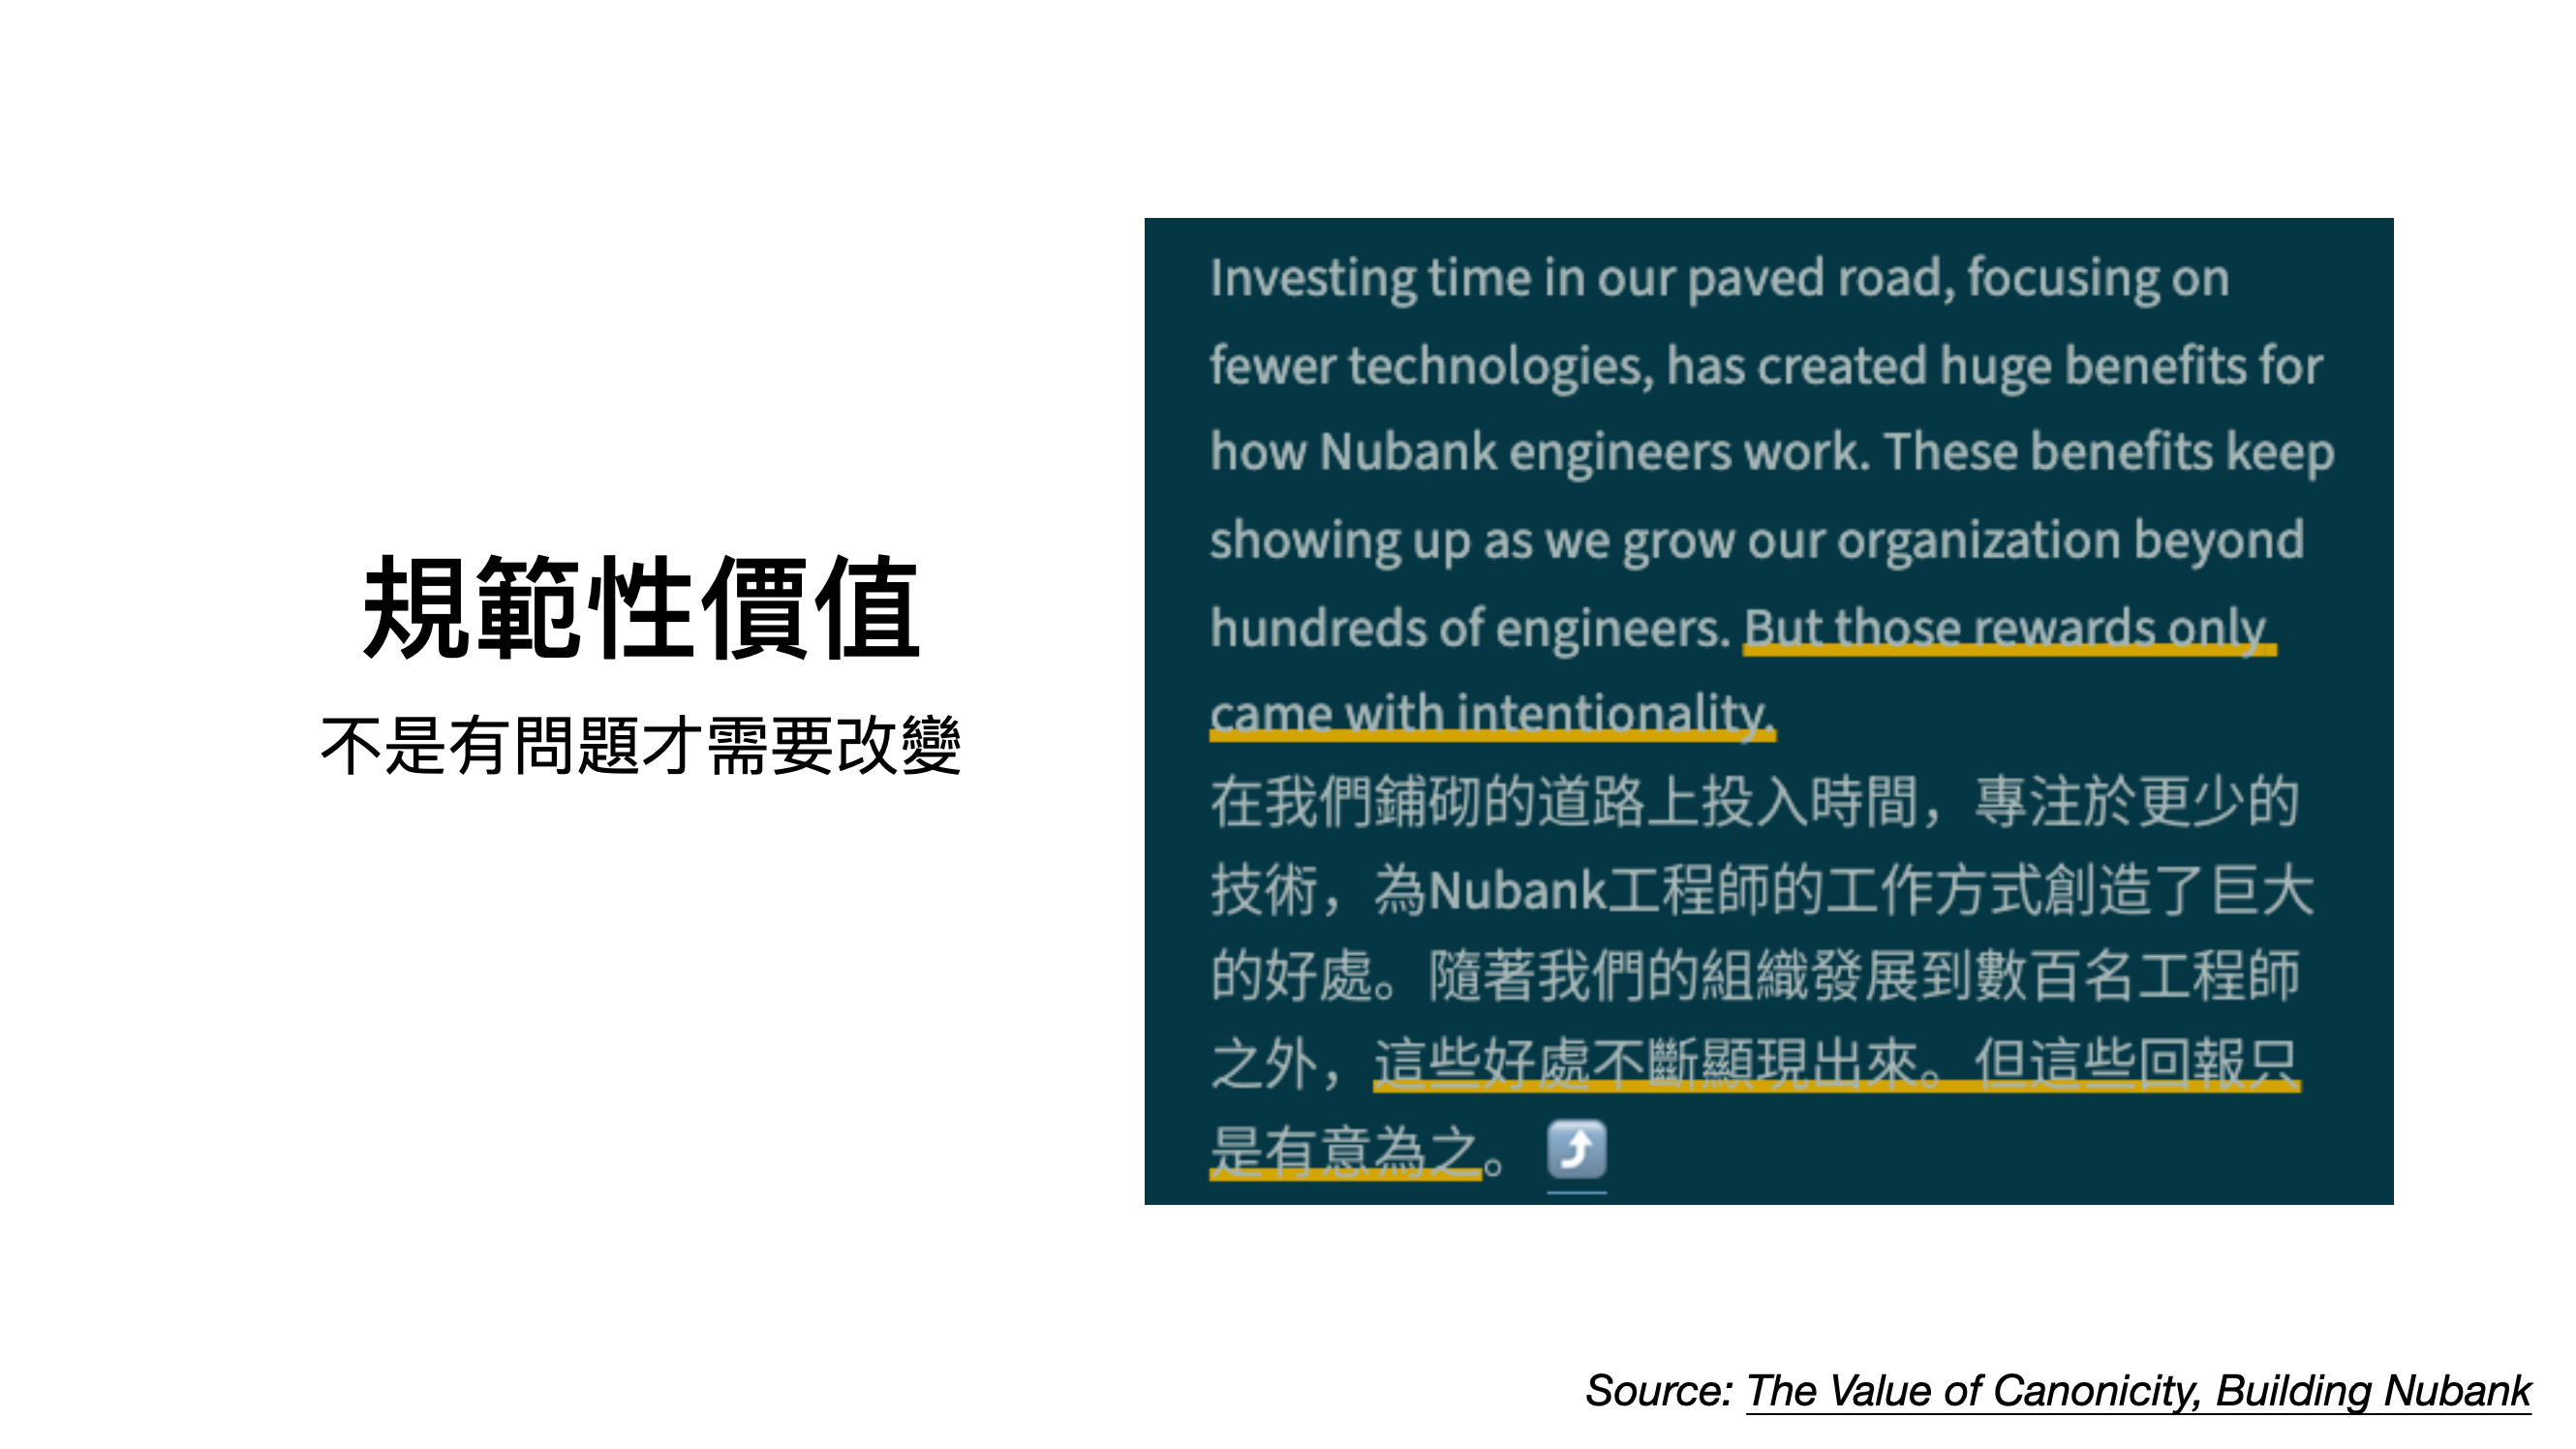 規範性價值
不是有問題才需要改變
Investing time in our paved road, focusing on
fewer technologies, has created huge benefits for
how Nubank engineers work. These benefits keep
showing up as we grow our organization beyond
hundreds of engineers. But those rewards only
came with intentionality.
在我們鋪砌的道路上投入時間，專注於更少的
技術，為Nubank工程師的工作方式創造了巨大
的好處。隨著我們的組織發展到數百名工程師
之外，這些好處不斷顯現出來。但這些回報只
是有意為之。
Source: The Value of Canonicity, Building Nubank